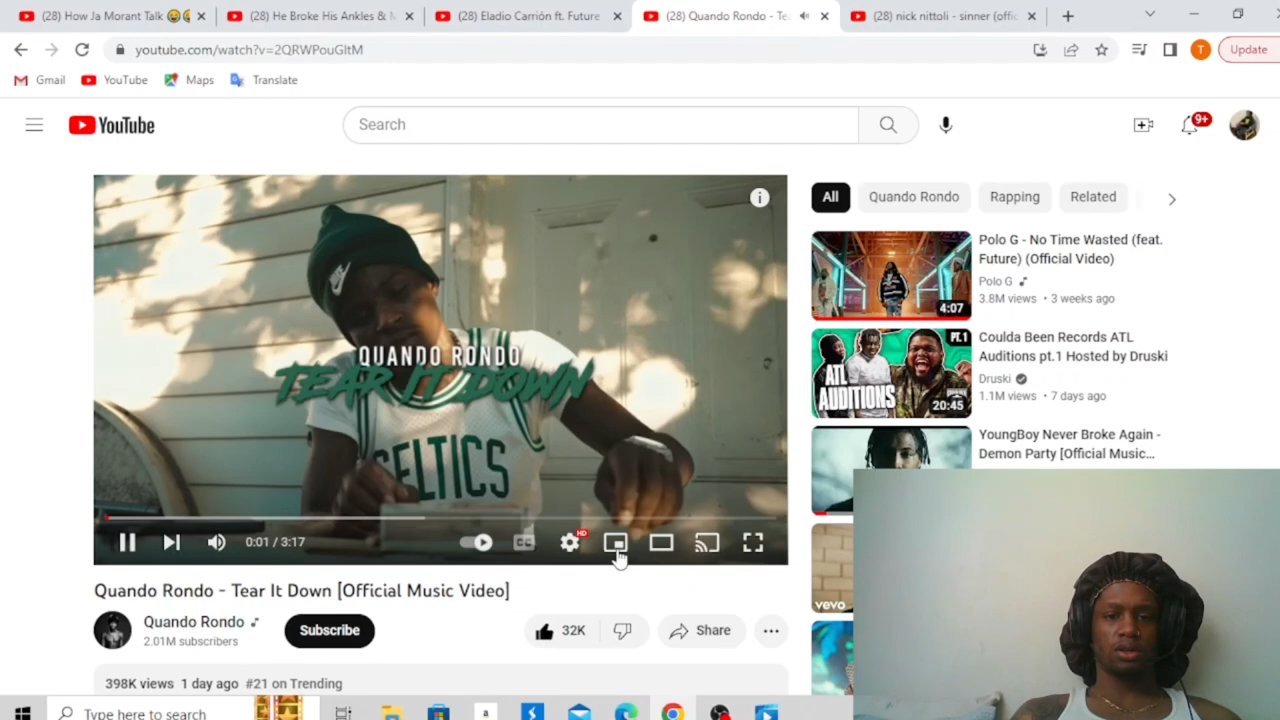 (28) How Ja Morant Talk
(28) He Broke His Ankles &
(28) Eladio Carrión ft. Future
(28) Quando Rondo - Te
(28) nick nittoli - sinner (offic
youtube.com/watch?v=2QRWPouGltM
T
Update
Gmail
YouTube
Maps
Translate
YouTube
Search
9+
All
Quando Rondo
Rapping
Related
QUANDO RONDO
TEAR IT DOWN
CELTICS
0:01 / 3:17
HD
Polo G - No Time Wasted (feat.
Future) (Official Video)
Polo G
3.8M views • 3 weeks ago
4:07
Coulda Been Records ATL
Auditions pt.1 Hosted by Druski
Druski
1.1M views • 7 days ago
PT.1
ATL
AUDITIONS
20:45
YoungBoy Never Broke Again -
Demon Party [Official Music...
vevo
Quando Rondo - Tear It Down [Official Music Video]
Quando Rondo
2.01M subscribers
Subscribe
32K
Share
398K views 1 day ago #21 on Trending
Type here to search
a